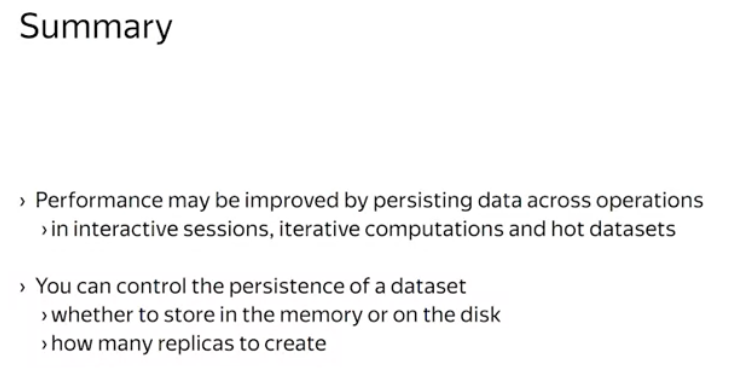 Summary
› Performance may be improved by persisting data across operations
› in interactive sessions, iterative computations and hot datasets
› You can control the persistence of a dataset
› whether to store in the memory or on the disk
› how many replicas to create